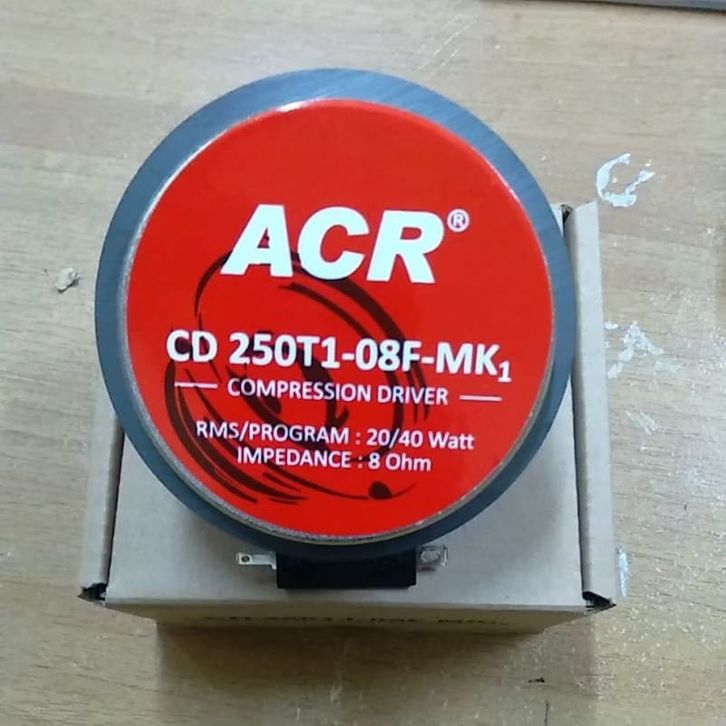 ACR®
CD 250T1-08F-MK₁
COMPRESSION DRIVER
RMS/PROGRAM : 20/40 Watt
IMPEDANCE : 8 Ohm